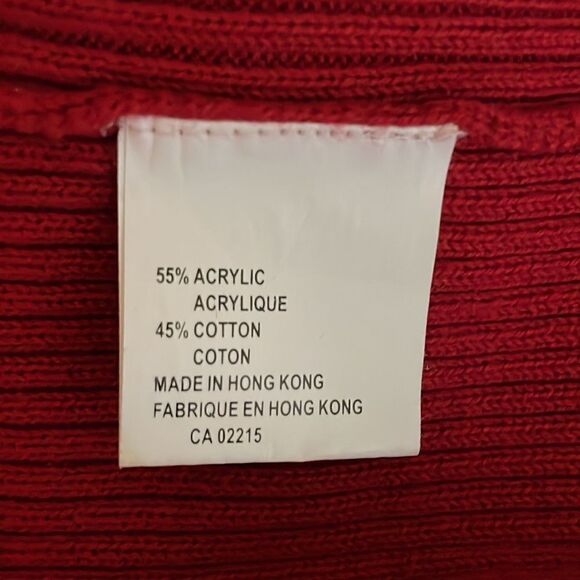 55% ACRYLIC
ACRYLIQUE
45% COTTON
COTON
MADE IN HONG KONG
FABRIQUE EN HONG KONG
CA 02215